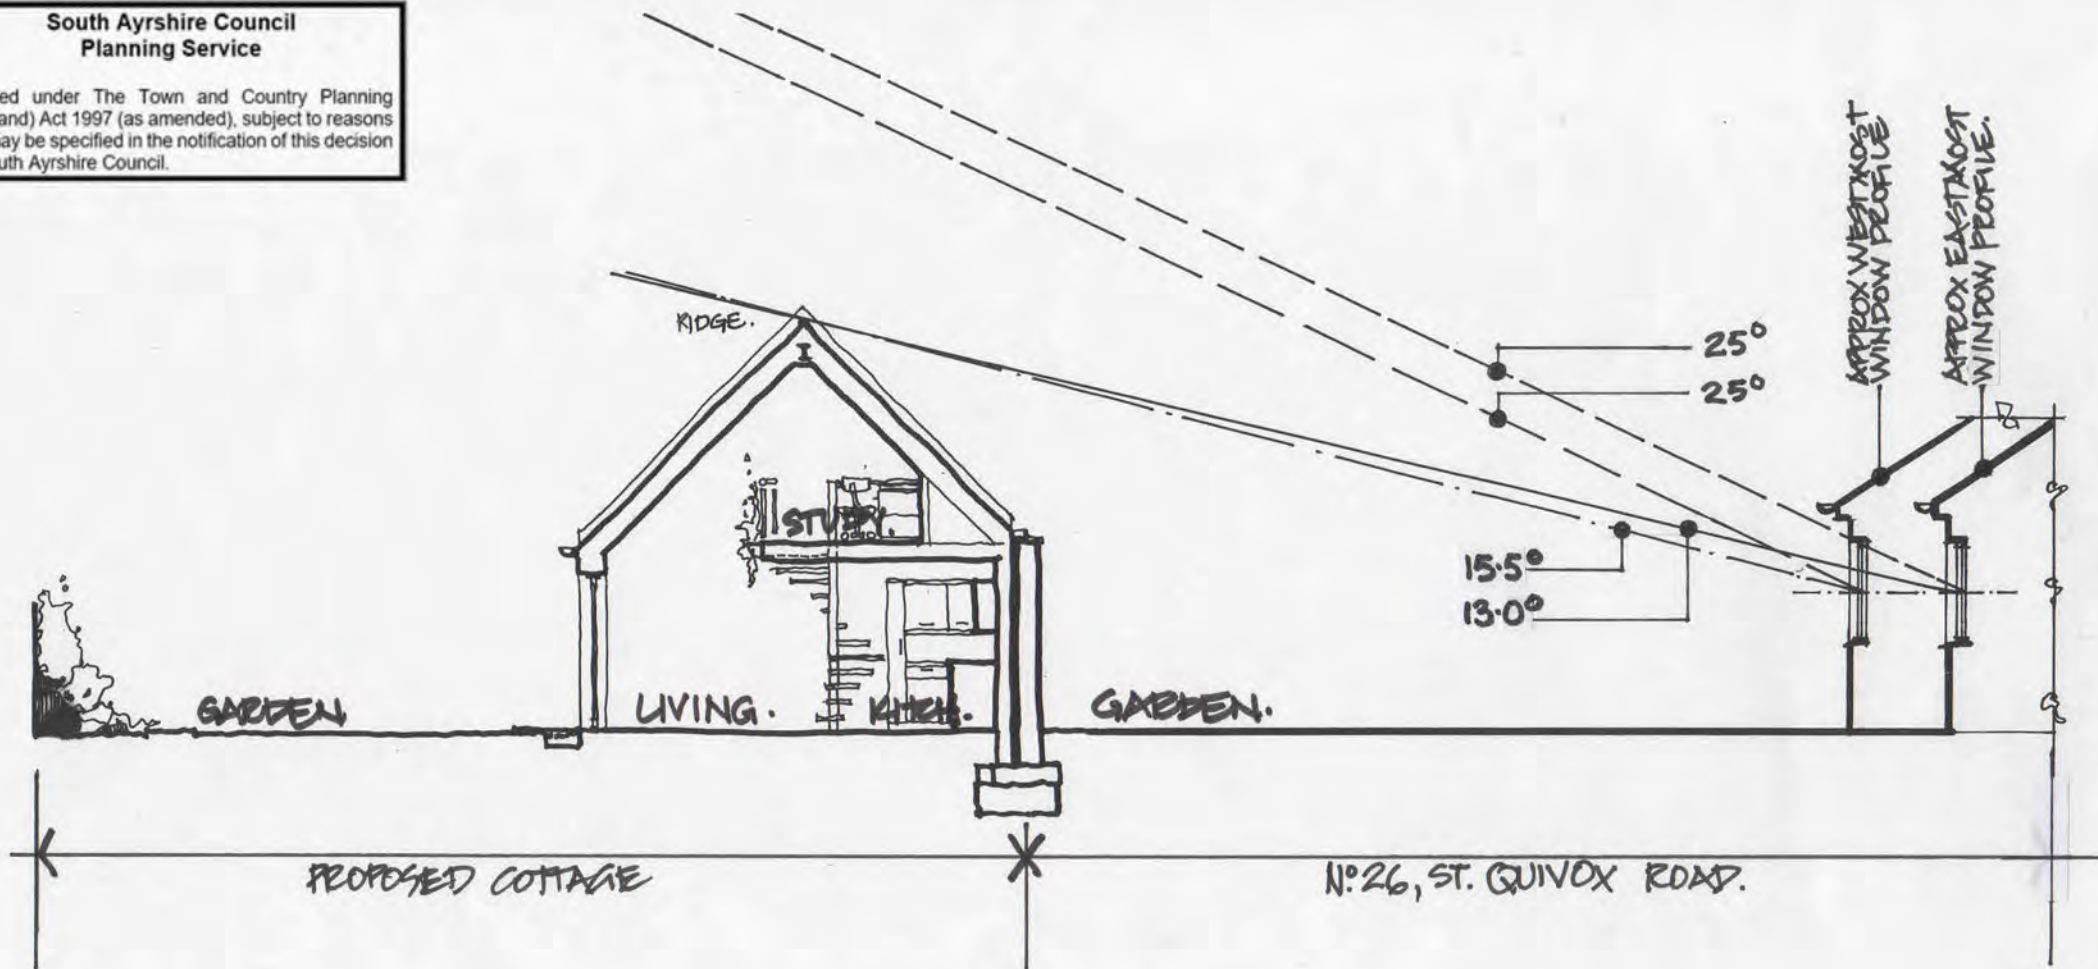 South Ayrshire Council
Planning Service
ed under The Town and Country Planning
and) Act 1997 (as amended), subject to reasons
ay be specified in the notification of this decision
uth Ayrshire Council.
APPROX WESTMOST
WINDOW PROFILE
APPROX EASTMOST
WINDOW PROFILE.
RIDGE.
25°
25°
STUDY
15.5°
13.0°
GARDEN
LIVING.
KITCH.
GARDEN.
PROPOSED COTTAGE
Nº26, ST. QUIVOX ROAD.